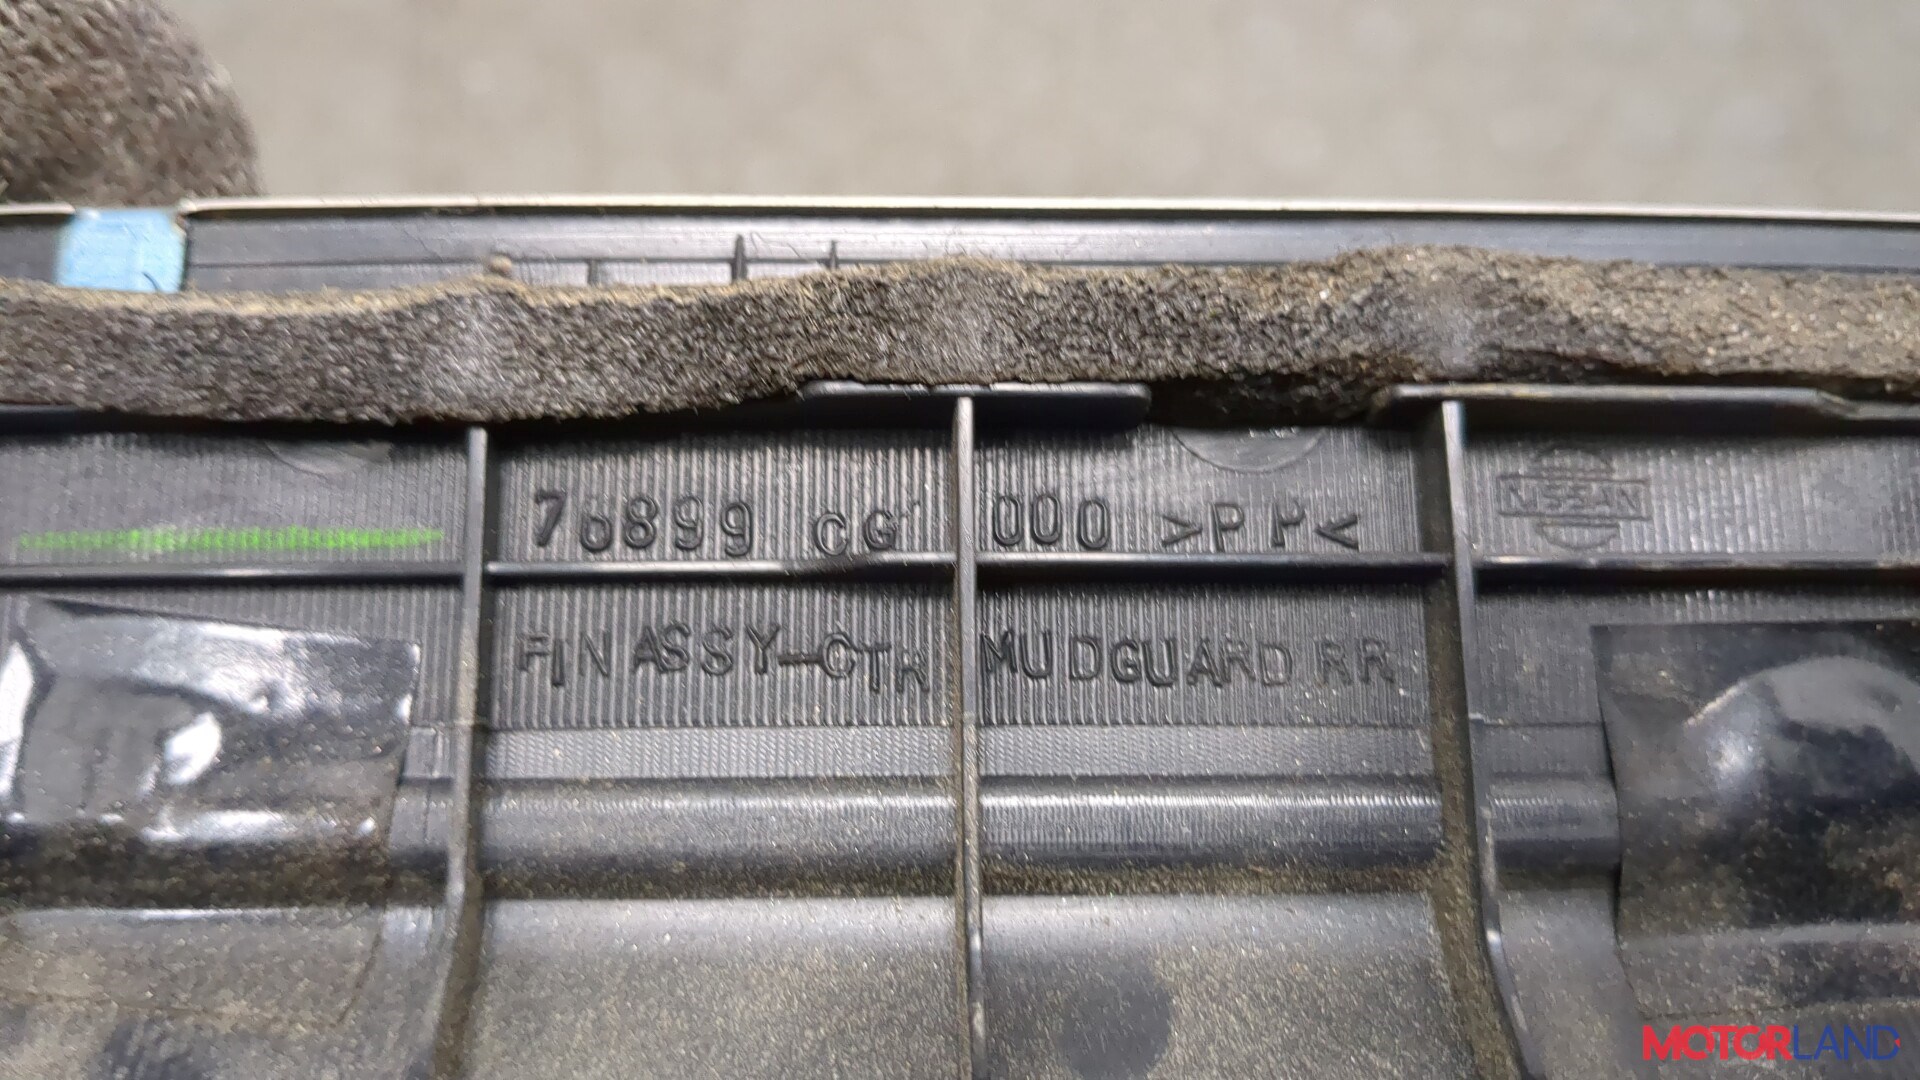 76899 CG 000 >PP<
NISSAN
FIN ASSY-CTR MUDGUARD RR
MOTORLAND